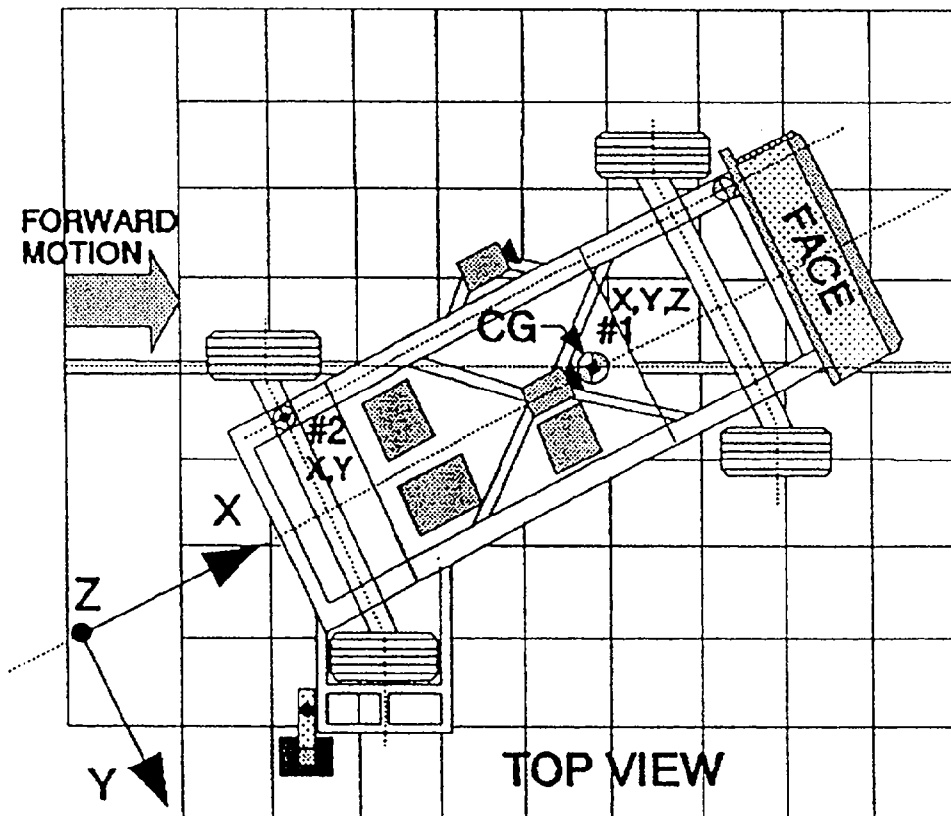 FORWARD
MOTION
FACE
X,Y,Z
CG
#1
#2
X,Y
X
Z
Y
TOP VIEW